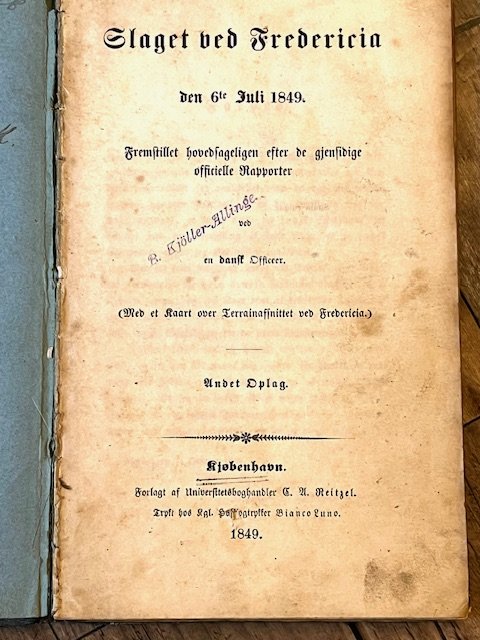 Slaget ved Fredericia
den 6te Juli 1849.
Fremstillet hovedsageligen efter de gjensidige
officielle Rapporter
B. Kjöller-Allinge.
ved
en dansk Officeer.
(Med et Kaart over Terrainafsnittet ved Fredericia.)
Andet Oplag.
Kjøbenhavn.
Forlagt af Universitetsboghandler C. A. Reitzel.
Trykt hos Kgl. Hofbogtrykker Bianco Luno.
1849.